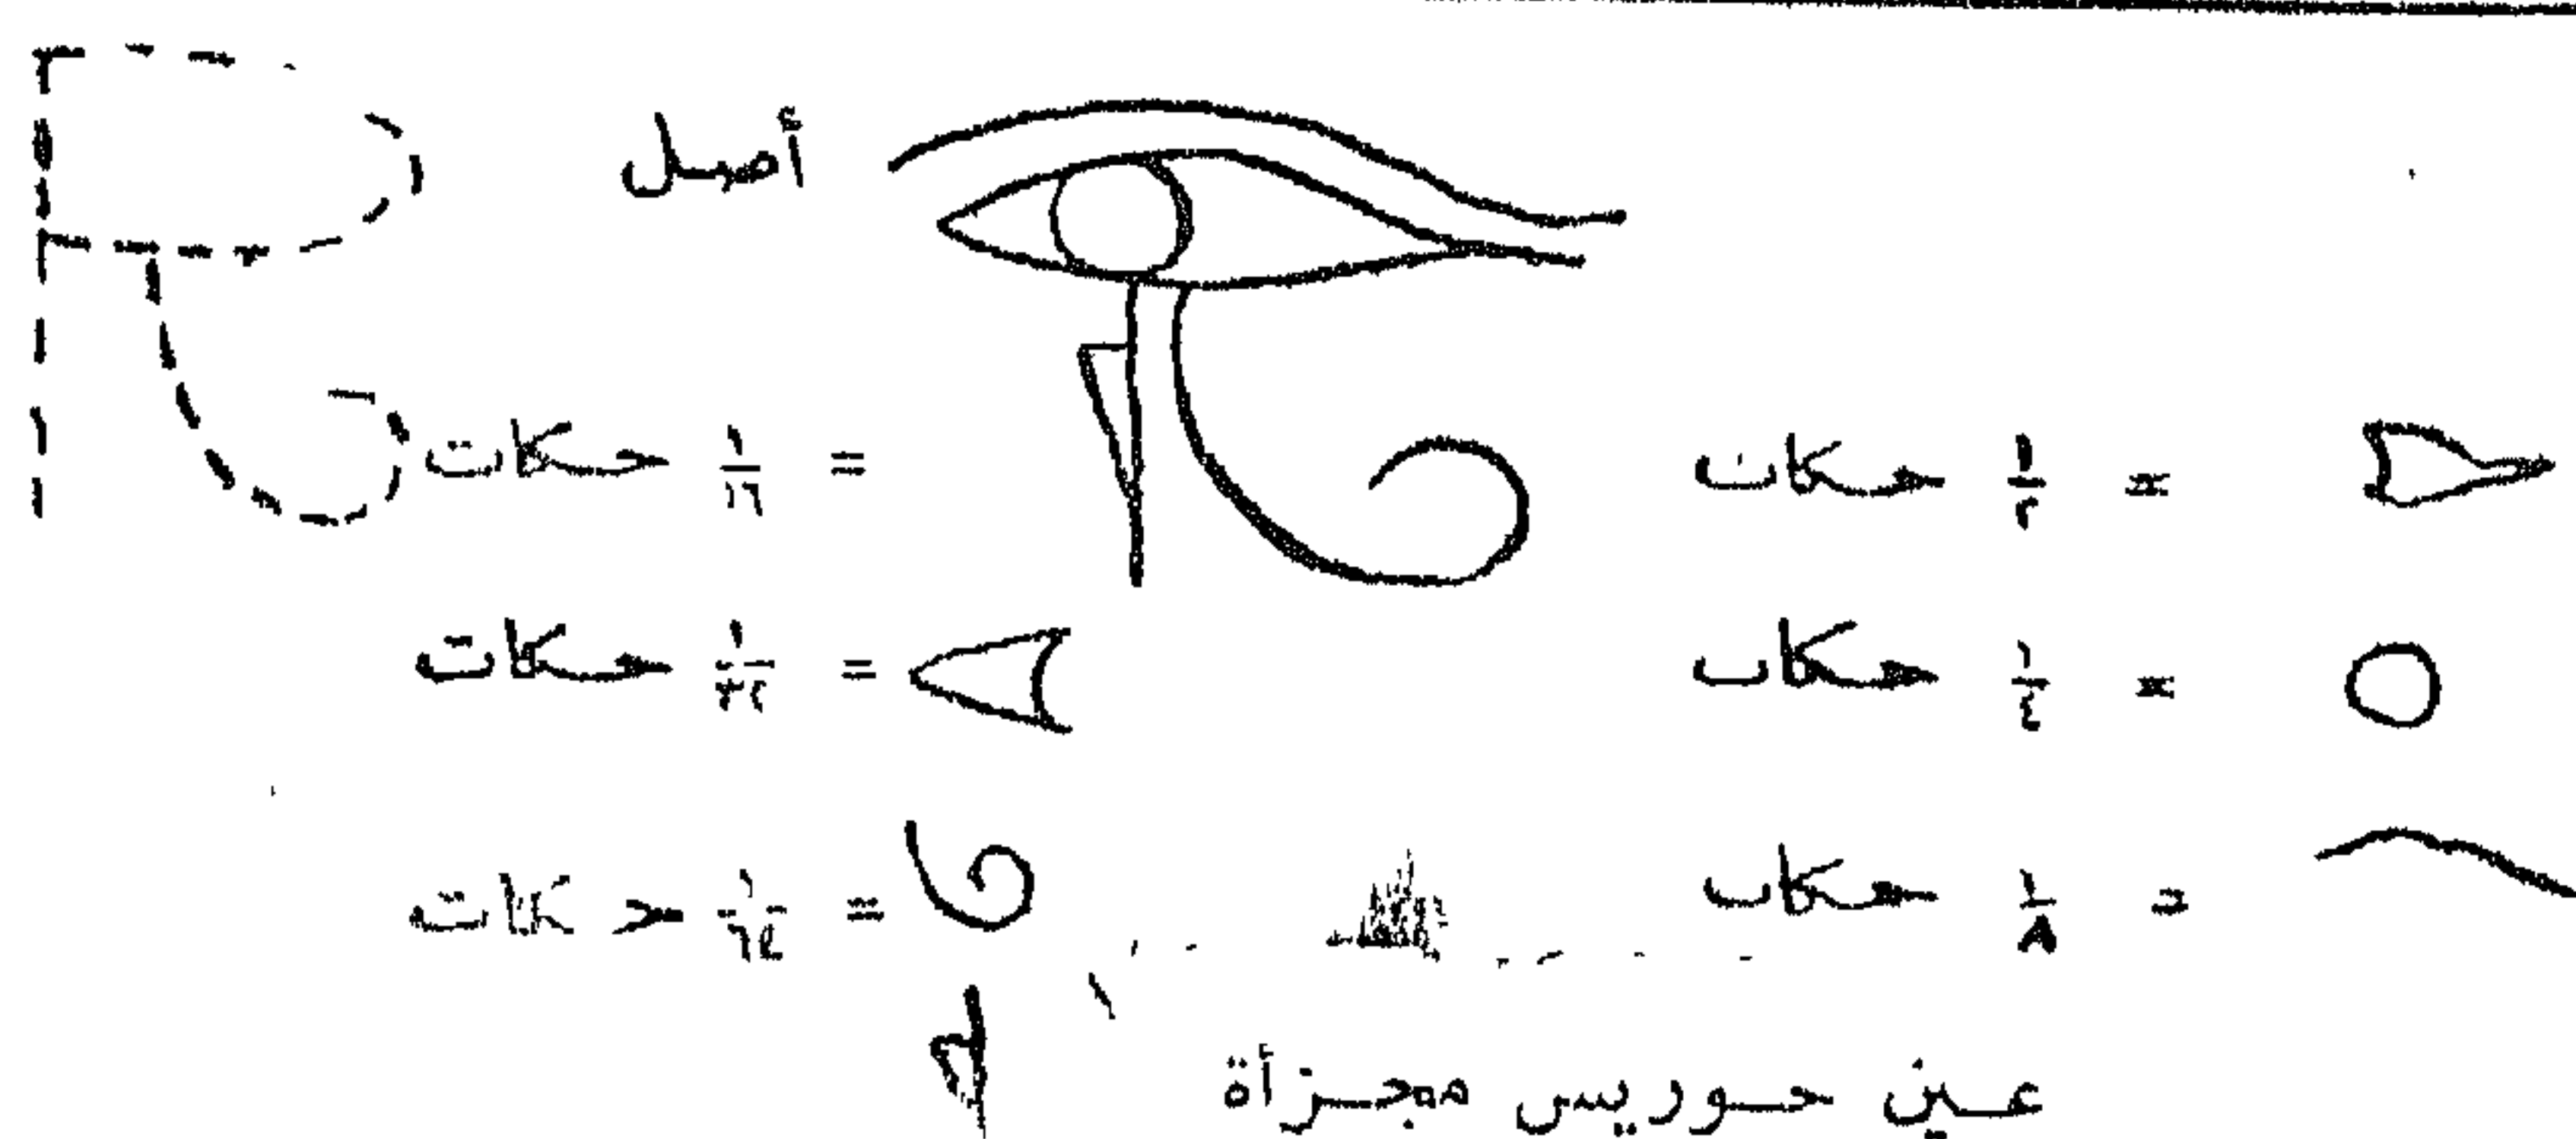 أصل
= ١/٢ حكات
= ١/١٦ حكات
= ١/٤ حكات
= ١/٣٢ حكات
= ١/٨ حكات
= ١/٦٤ حكات
عين حوريس مجزأة